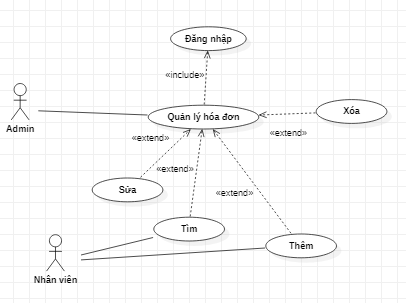 Đăng nhập
«include»
Admin
Quản lý hóa đơn
Xóa
«extend»
«extend»
«extend»
Sửa
«extend»
Tìm
Thêm
Nhân viên